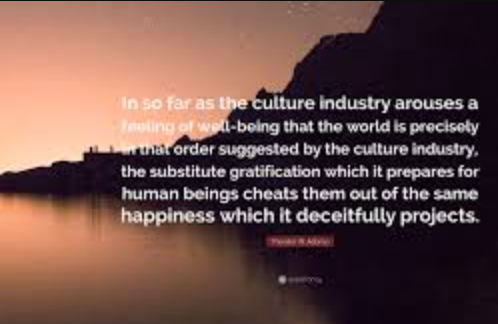 In so far as the culture industry arouses a
feeling of well-being that the world is precisely
in that order suggested by the culture industry,
the substitute gratification which it prepares for
human beings cheats them out of the same
happiness which it deceitfully projects.
Theodor W. Adorno